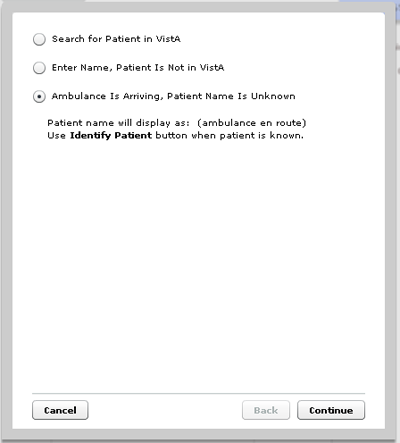 Search for Patient in VistA
Enter Name, Patient Is Not in VistA
Ambulance Is Arriving, Patient Name Is Unknown
Patient name will display as: (ambulance en route)
Use Identify Patient button when patient is known.
Cancel Back Continue